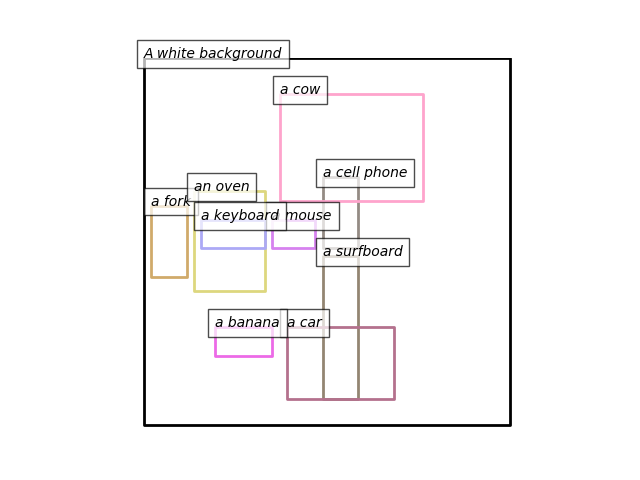 A white background
a cow
a cell phone
an oven
a fork
a keyboard
mouse
a surfboard
a banana
a car